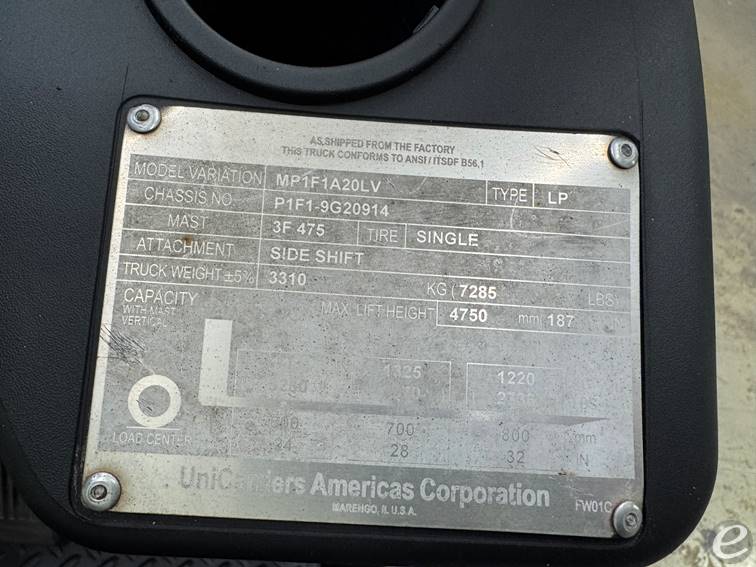 AS SHIPPED FROM THE FACTORY
THIS TRUCK CONFORMS TO ANSI / ITSDF B56.1
MODEL VARIATION MP1F1A20LV TYPE LP
CHASSIS NO. P1F1-9G20914
MAST 3F 475 TIRE SINGLE
ATTACHMENT SIDE SHIFT
TRUCK WEIGHT ±5% 3310 KG ( 7285 LBS)
CAPACITY
WITH MAST
VERTICAL
MAX. LIFT HEIGHT 4750 mm 187 IN
1325 1220
LOAD CENTER
700 800 mm
24 28 32 IN
UniCarriers Americas Corporation
MARENGO, IL U.S.A.
FW01C
e